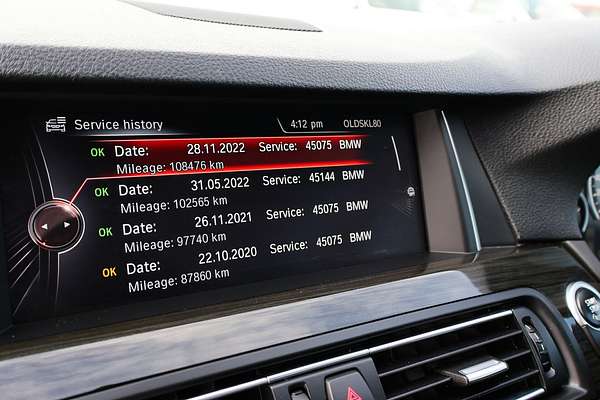 Service history 4:12 pm OLDSKL80
OK Date: 28.11.2022 Service: 45075 BMW
Mileage: 108476 km
OK Date: 31.05.2022 Service: 45144 BMW
Mileage: 102565 km
OK Date: 26.11.2021 Service: 45075 BMW
Mileage: 97740 km
OK Date: 22.10.2020 Service: 45075 BMW
Mileage: 87860 km